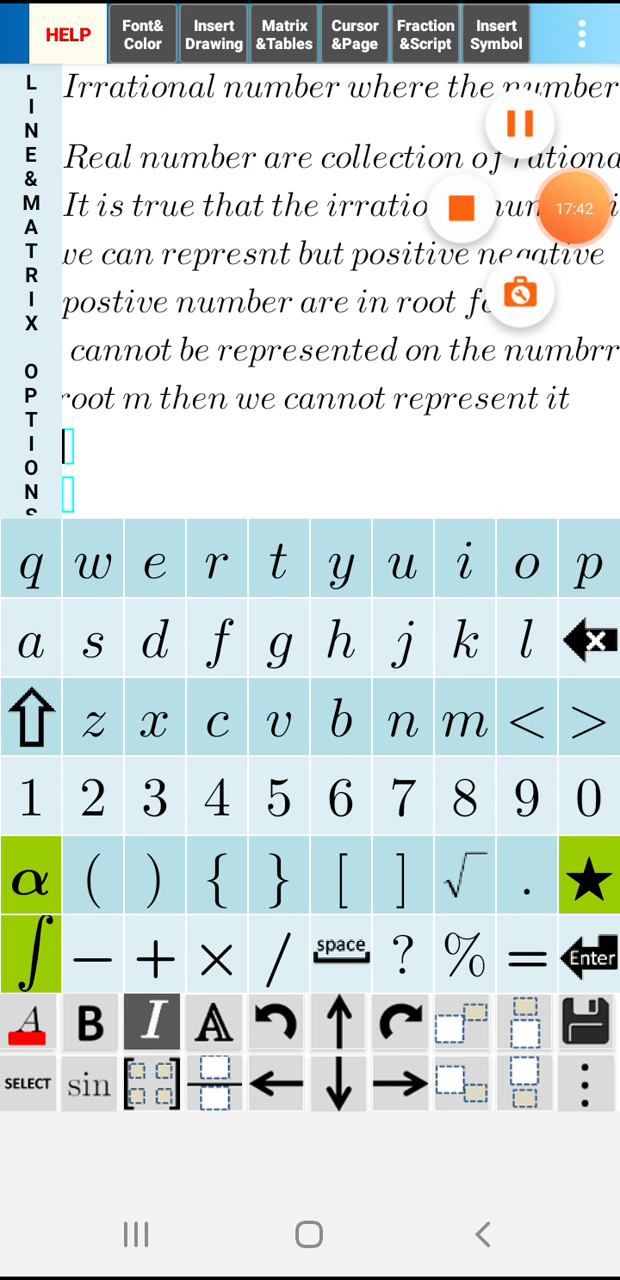 HELP
Font& Color
Insert Drawing
Matrix &Tables
Cursor &Page
Fraction &Script
Insert Symbol
LINE&MATRIX OPTIONS
Irrational number where the number
Real number are collection of
It is true that the
we can represnt but positive negative
postive number are in root
cannot be represented on the numbrr
root m then we cannot represent it
17:42
q w e r t y u i o p
a s d f g h j k l
z x c v b n m < >
1 2 3 4 5 6 7 8 9 0
α ( ) { } [ ] √ . ★
∫ − + × / space ? % = Enter
A B I A
SELECT sin